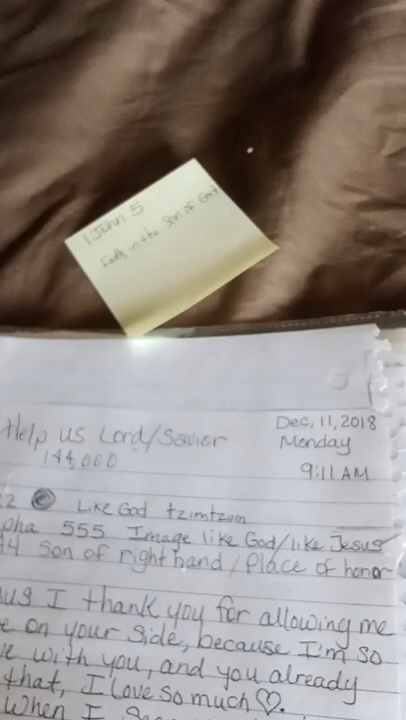 1 John 5
Faith in the Son of God
Help us Lord/Savior
144,000
Dec, 11, 2018
Monday
9:11 AM
Like God tzimtzum
555 Image like God/like Jesus
Son of right hand / Place of honor
I thank you for allowing me
on your side, because I'm so
with you, and you already
that, I love so much ♡.
When I